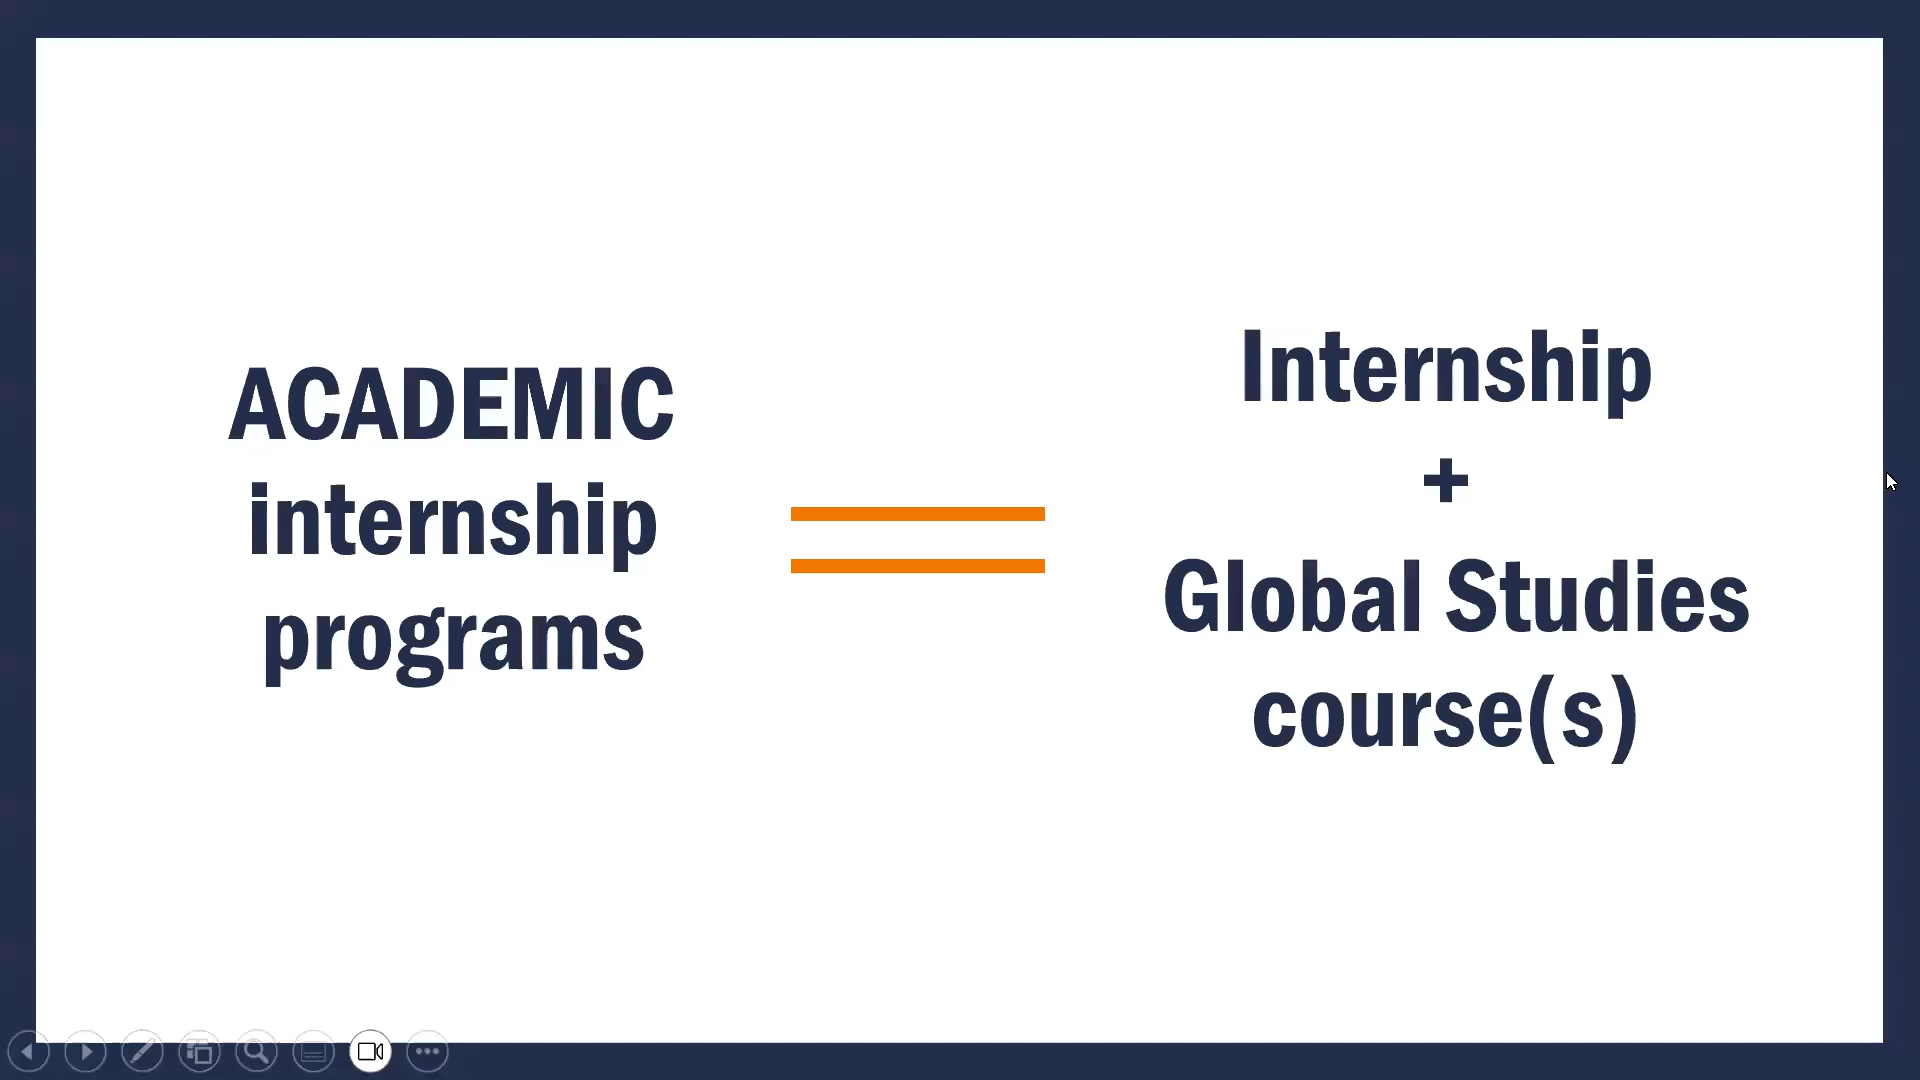 ACADEMIC
internship
programs
Internship
+
Global Studies
course(s)